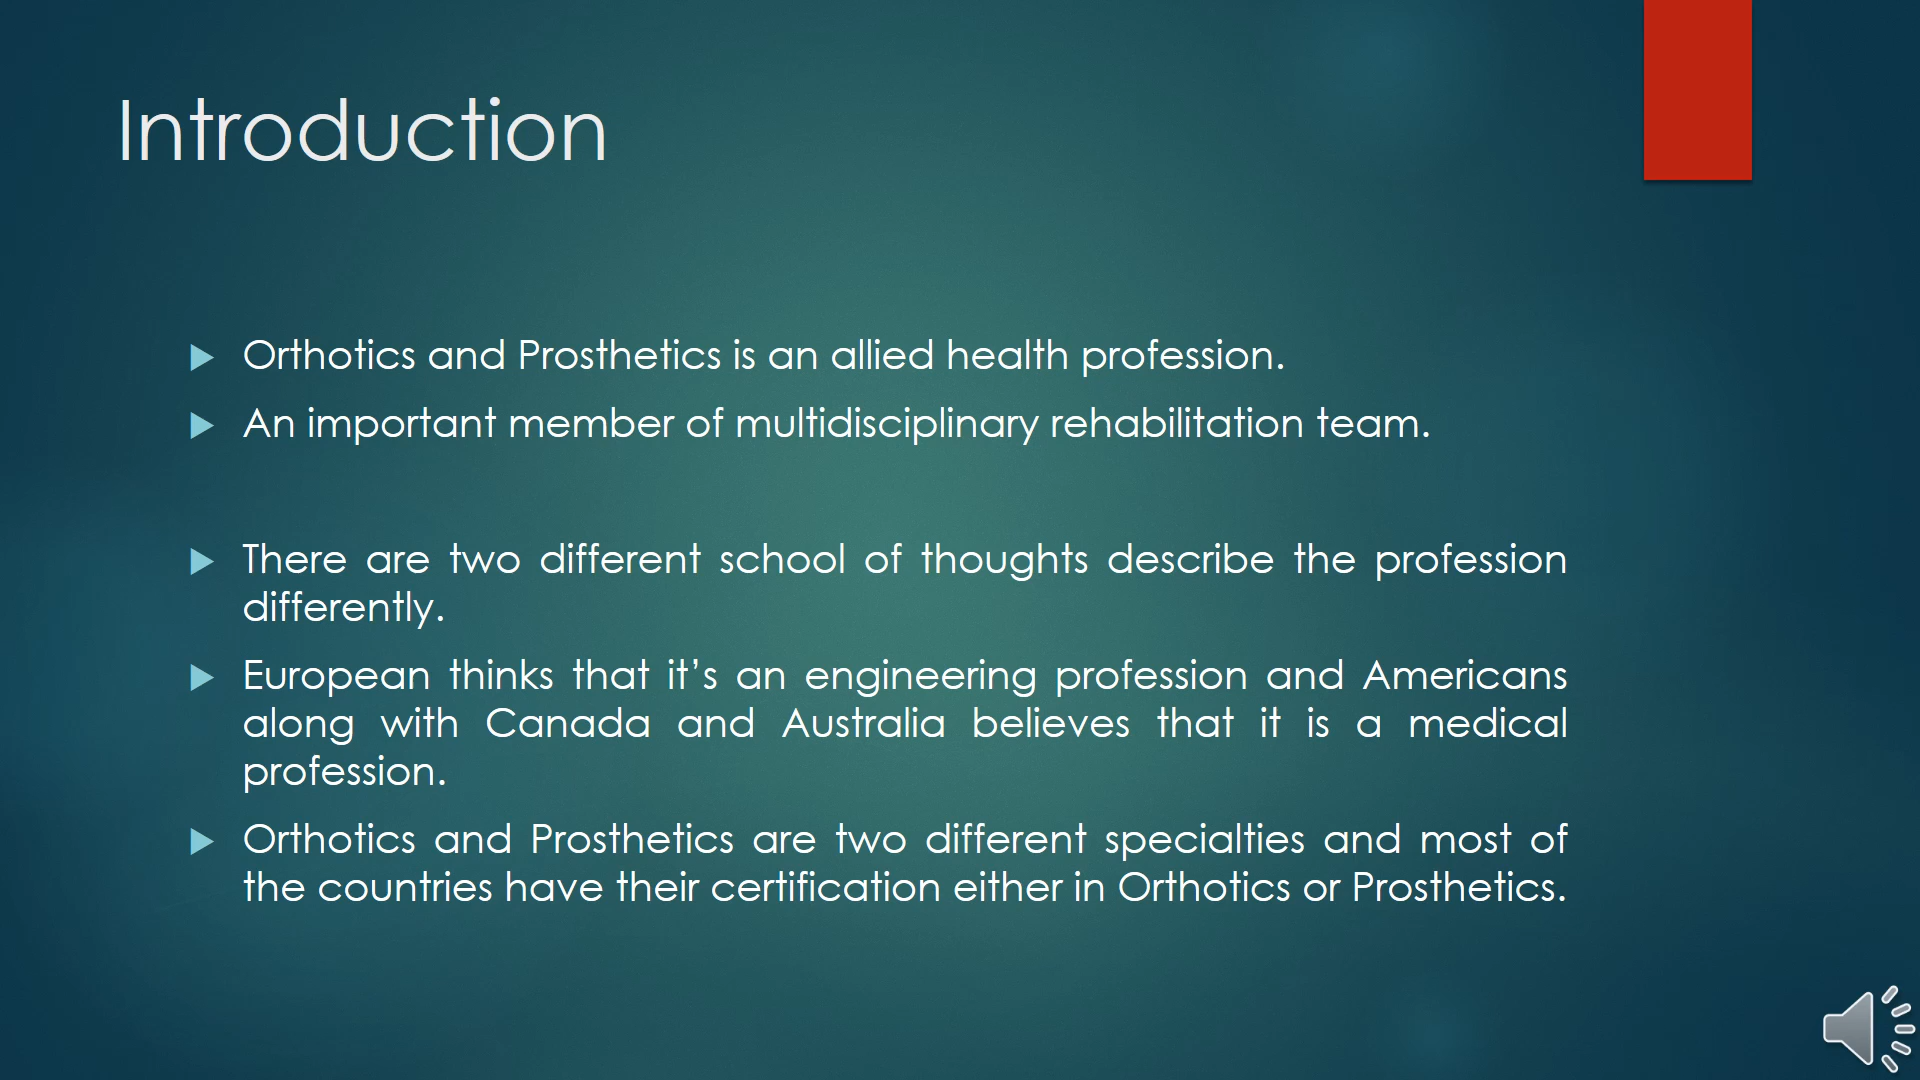 Introduction
Orthotics and Prosthetics is an allied health profession.
An important member of multidisciplinary rehabilitation team.
There are two different school of thoughts describe the profession
differently.
European thinks that it’s an engineering profession and Americans
along with Canada and Australia believes that it is a medical
profession.
Orthotics and Prosthetics are two different specialties and most of
the countries have their certification either in Orthotics or Prosthetics.